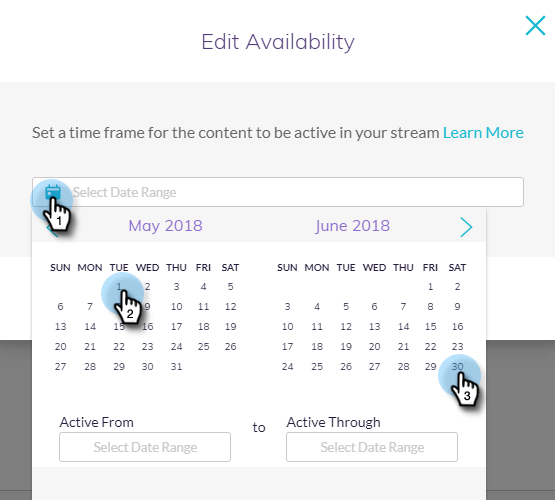 Edit Availability
Set a time frame for the content to be active in your stream Learn More
Select Date Range
1
May 2018 June 2018
SUN MON TUE WED THU FRI SAT SUN MON TUE WED THU FRI SAT
1 2 3 4 5 1 2
6 7 9 10 11 12 3 4 5 6 7 8 9
2
13 14 15 16 17 18 19 10 11 12 13 14 15 16
20 21 22 23 24 25 26 17 18 19 20 21 22 23
27 28 29 30 31 24 25 26 27 28 29 30
3
Active From to Active Through
Select Date Range Select Date Range